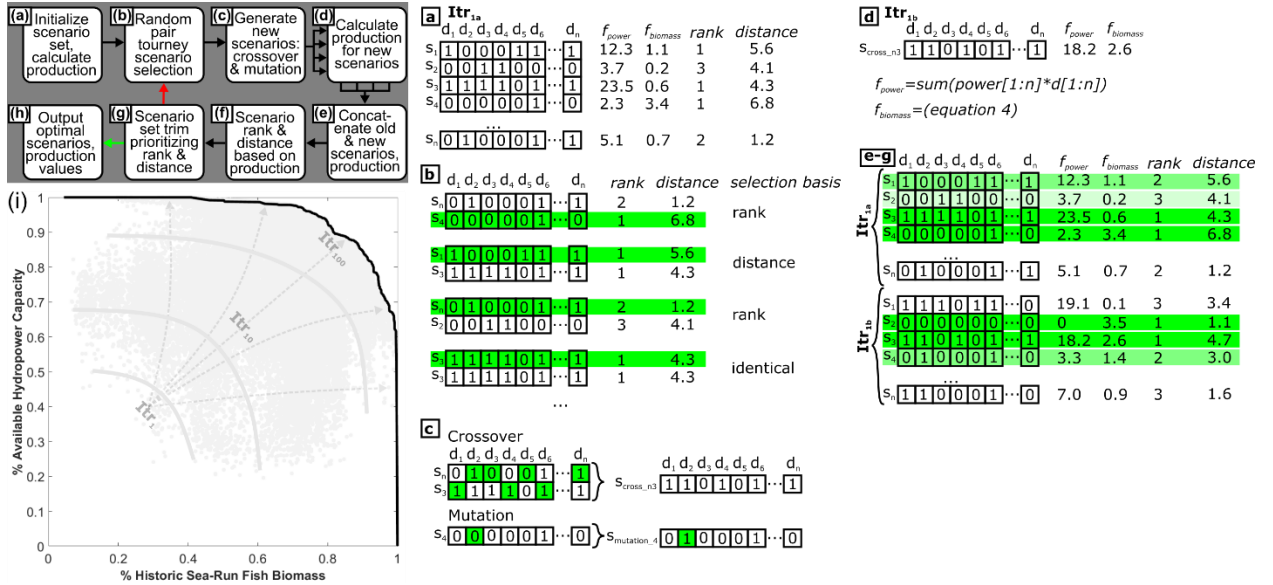 (a) Initialize scenario set, calculate production
(b) Random pair tourney scenario selection
(c) Generate new scenarios: crossover & mutation
(d) Calculate production for new scenarios
(h) Output optimal scenarios, production values
(g) Scenario set trim prioritizing rank & distance
(f) Scenario rank & distance based on production
(e) Concat-enate old & new scenarios, production
(i)
% Available Hydropower Capacity
1
0.9
0.8
0.7
0.6
0.5
0.4
0.3
0.2
0.1
0
0 0.2 0.4 0.6 0.8 1
% Historic Sea-Run Fish Biomass
Itr1
Itr10
Itr100
a Itr1a
d1 d2 d3 d4 d5 d6 dn fpower fbiomass rank distance
S1 1 0 0 0 1 1 ... 1 12.3 1.1 1 5.6
S2 0 0 1 1 0 0 ... 0 3.7 0.2 3 4.1
S3 1 1 1 1 0 1 ... 1 23.5 0.6 1 4.3
S4 0 0 0 0 0 1 ... 0 2.3 3.4 1 6.8
...
Sn 0 1 0 0 0 1 ... 1 5.1 0.7 2 1.2
b d1 d2 d3 d4 d5 d6 dn rank distance selection basis
Sn 0 1 0 0 0 1 ... 1 2 1.2
rank
S4 0 0 0 0 0 1 ... 0 1 6.8
S1 1 0 0 0 1 1 ... 1 1 5.6
distance
S3 1 1 1 1 0 1 ... 1 1 4.3
Sn 0 1 0 0 0 1 ... 1 2 1.2
rank
S2 0 0 1 1 0 0 ... 0 3 4.1
S3 1 1 1 1 0 1 ... 1 1 4.3
identical
S3 1 1 1 1 0 1 ... 1 1 4.3
...
c Crossover
d1 d2 d3 d4 d5 d6 dn
Sn 0 1 0 0 0 1 ... 1
S3 1 1 1 1 0 1 ... 1
d1 d2 d3 d4 d5 d6 dn
Scross_n3 1 1 0 1 0 1 ... 1
Mutation
S4 0 0 0 0 0 1 ... 0
Smutation_4 0 1 0 0 0 1 ... 0
d Itr1b
d1 d2 d3 d4 d5 d6 dn fpower fbiomass
Scross_n3 1 1 0 1 0 1 ... 1 18.2 2.6
fpower=sum(power[1:n]*d[1:n])
fbiomass=(equation 4)
e-g
d1 d2 d3 d4 d5 d6 dn fpower fbiomass rank distance
Itr1a
S1 1 0 0 0 1 1 ... 1 12.3 1.1 2 5.6
S2 0 0 1 1 0 0 ... 0 3.7 0.2 3 4.1
S3 1 1 1 1 0 1 ... 1 23.5 0.6 1 4.3
S4 0 0 0 0 0 1 ... 0 2.3 3.4 1 6.8
...
Sn 0 1 0 0 0 1 ... 1 5.1 0.7 2 1.2
Itr1b
S1 1 1 1 0 1 1 ... 0 19.1 0.1 3 3.4
S2 0 0 0 0 0 0 ... 0 0 3.5 1 1.1
S3 1 1 0 1 0 1 ... 1 18.2 2.6 1 4.7
S4 0 1 0 0 0 1 ... 0 3.3 1.4 2 3.0
...
Sn 1 1 0 0 0 1 ... 0 7.0 0.9 3 1.6